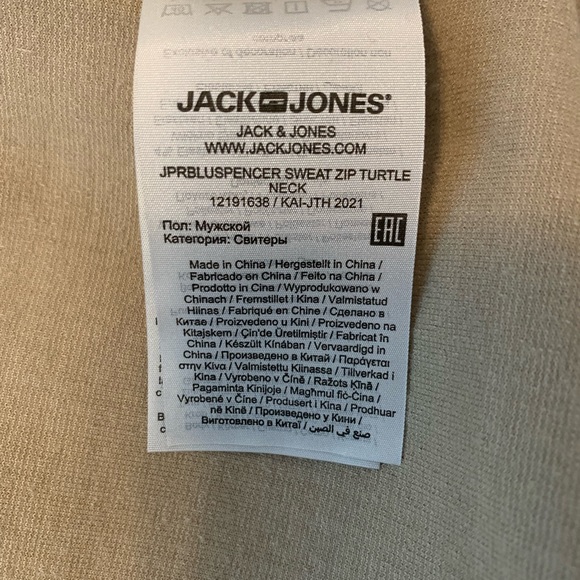 JACK JONES®
JACK & JONES
WWW.JACKJONES.COM
JPRBLUSPENCER SWEAT ZIP TURTLE
NECK
12191638 / KAI-JTH 2021
Пол: Мужской
Категория: Свитеры
EAC
Made in China / Hergestellt in China /
Fabricado en China / Feito na China /
Prodotto in Cina / Wyprodukowano w
Chinach / Fremstillet i Kina / Valmistatud
Hiinas / Fabriqué en Chine / Сделано в
Китае / Proizvedeno u Kini / Proizvedeno na
Kitajskem / Çin'de Üretilmiştir / Fabricat în
China / Készült Kínában / Vervaardigd in
China / Произведено в Китай / Παράγεται
στην Κίνα / Valmistettu Kiinassa / Tillverkad i
Kina / Vyrobeno v Číně / Ražots Ķīnā /
Pagaminta Kinijoje / Magħmul fiċ-Ċina /
Vyrobené v Číne / Produsert i Kina / Prodhuar
në Kinë / Произведено у Кини /
Виготовлено в Китаї / صنع في الصين